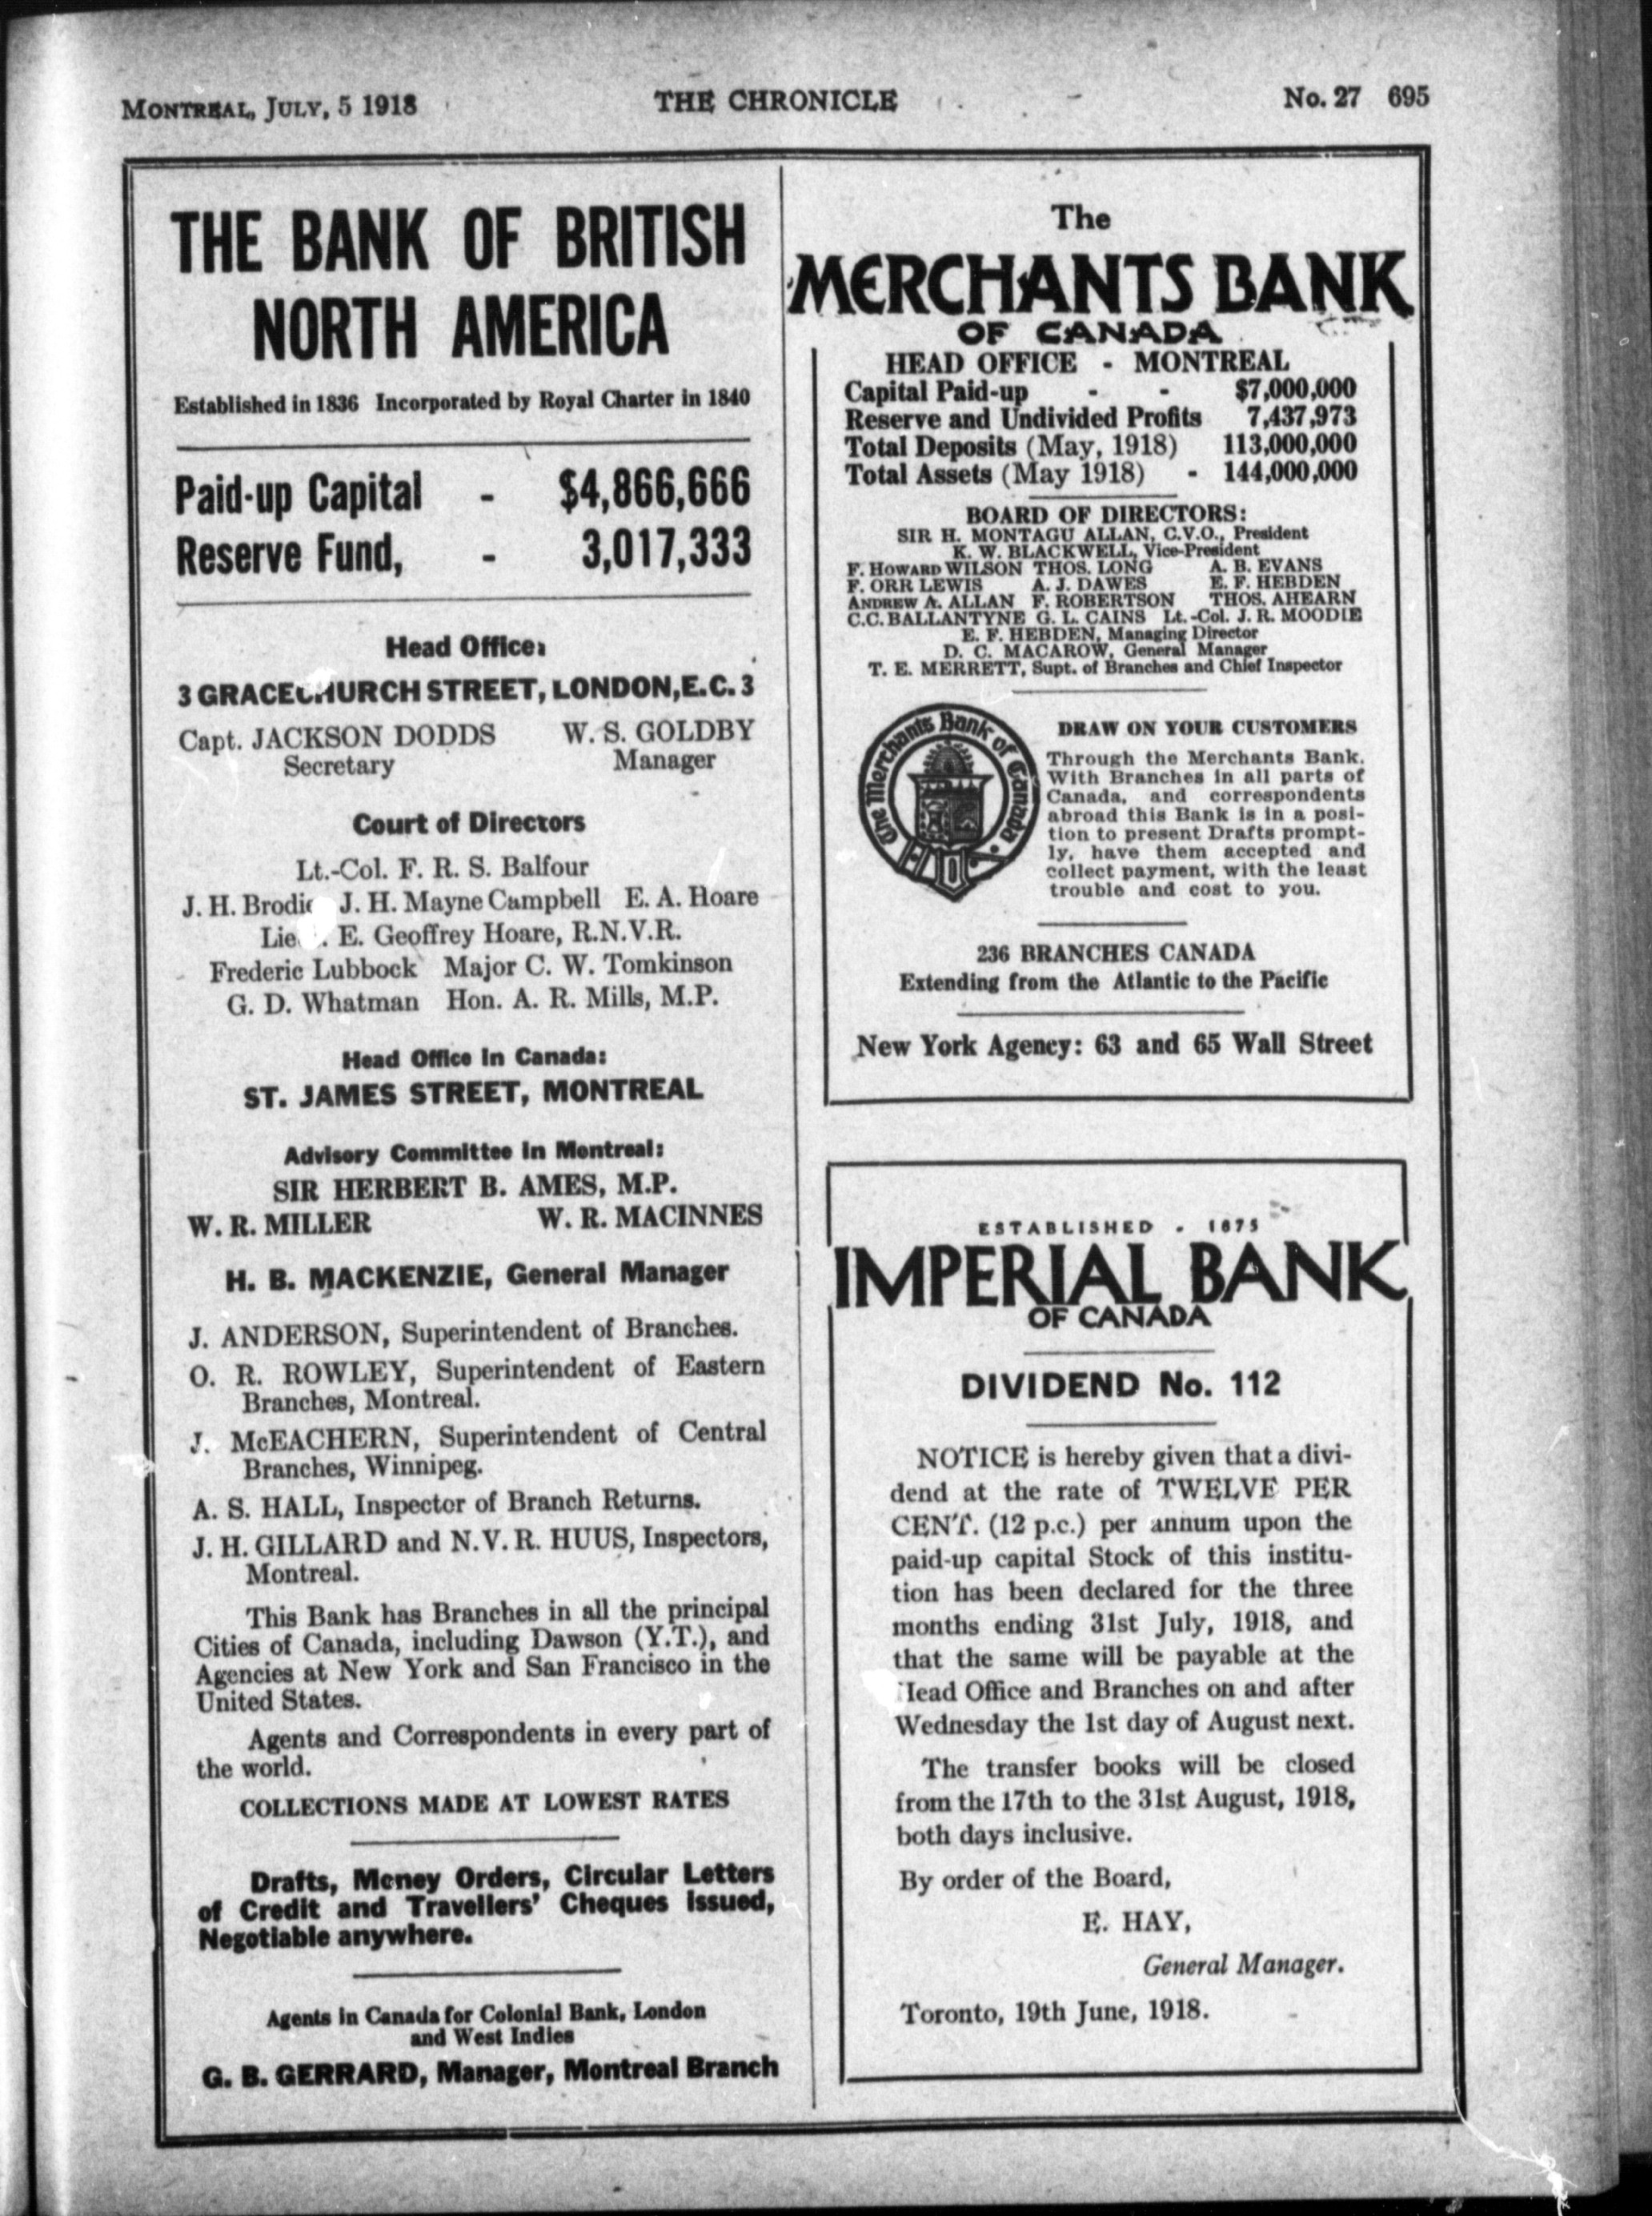 MONTREAL, JULY, 5 1918 THE CHRONICLE No. 27 695
THE BANK OF BRITISH
NORTH AMERICA
Established in 1836 Incorporated by Royal Charter in 1840
Paid-up Capital - $4,866,666
Reserve Fund, - 3,017,333
Head Office:
3 GRACECHURCH STREET, LONDON, E.C. 3
Capt. JACKSON DODDS W. S. GOLDBY
Secretary Manager
Court of Directors
Lt.-Col. F. R. S. Balfour
J. H. Brodie J. H. Mayne Campbell E. A. Hoare
E. Geoffrey Hoare, R.N.V.R.
Frederic Lubbock Major C. W. Tomkinson
G. D. Whatman Hon. A. R. Mills, M.P.
Head Office in Canada:
ST. JAMES STREET, MONTREAL
Advisory Committee in Montreal:
SIR HERBERT B. AMES, M.P.
W. R. MILLER W. R. MACINNES
H. B. MACKENZIE, General Manager
J. ANDERSON, Superintendent of Branches.
O. R. ROWLEY, Superintendent of Eastern
Branches, Montreal.
J. McEACHERN, Superintendent of Central
Branches, Winnipeg.
A. S. HALL, Inspector of Branch Returns.
J. H. GILLARD and N. V. R. HUUS, Inspectors,
Montreal.
This Bank has Branches in all the principal
Cities of Canada, including Dawson (Y.T.), and
Agencies at New York and San Francisco in the
United States.
Agents and Correspondents in every part of
the world.
COLLECTIONS MADE AT LOWEST RATES
Drafts, Money Orders, Circular Letters
of Credit and Travellers' Cheques issued,
Negotiable anywhere.
Agents in Canada for Colonial Bank, London
and West Indies
G. B. GERRARD, Manager, Montreal Branch
The
MERCHANTS BANK
OF CANADA
HEAD OFFICE - MONTREAL
Capital Paid-up - - $7,000,000
Reserve and Undivided Profits 7,437,973
Total Deposits (May, 1918) 113,000,000
Total Assets (May 1918) - 144,000,000
BOARD OF DIRECTORS:
SIR H. MONTAGU ALLAN, C.V.O., President
K. W. BLACKWELL, Vice-President
F. HOWARD WILSON THOS. LONG A. B. EVANS
F. ORR LEWIS A. J. DAWES E. F. HEBDEN
ANDREW A. ALLAN F. ROBERTSON THOS. AHEARN
C.C. BALLANTYNE G. L. CAINS Lt.-Col. J. R. MOODIE
E. F. HEBDEN, Managing Director
D. C. MACAROW, General Manager
T. E. MERRETT, Supt. of Branches and Chief Inspector
The Merchants Bank of Canada
DRAW ON YOUR CUSTOMERS
Through the Merchants Bank.
With Branches in all parts of
Canada, and correspondents
abroad this Bank is in a posi-
tion to present Drafts prompt-
ly, have them accepted and
collect payment, with the least
trouble and cost to you.
236 BRANCHES CANADA
Extending from the Atlantic to the Pacific
New York Agency: 63 and 65 Wall Street
ESTABLISHED - 1875
IMPERIAL BANK
OF CANADA
DIVIDEND No. 112
NOTICE is hereby given that a divi-
dend at the rate of TWELVE PER
CENT. (12 p.c.) per annum upon the
paid-up capital Stock of this institu-
tion has been declared for the three
months ending 31st July, 1918, and
that the same will be payable at the
Head Office and Branches on and after
Wednesday the 1st day of August next.
The transfer books will be closed
from the 17th to the 31st August, 1918,
both days inclusive.
By order of the Board,
E. HAY,
General Manager.
Toronto, 19th June, 1918.